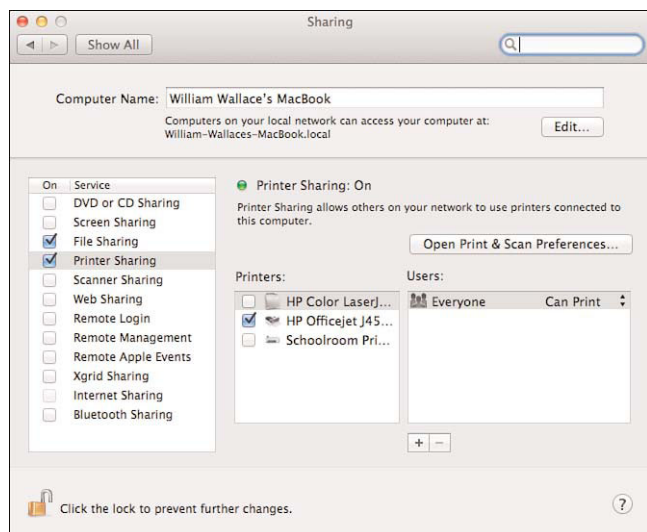 Sharing
Show All
Computer Name: William Wallace's MacBook
Computers on your local network can access your computer at:
William-Wallaces-MacBook.local
Edit...
On Service
DVD or CD Sharing
Screen Sharing
File Sharing
Printer Sharing
Scanner Sharing
Web Sharing
Remote Login
Remote Management
Remote Apple Events
Xgrid Sharing
Internet Sharing
Bluetooth Sharing
Printer Sharing: On
Printer Sharing allows others on your network to use printers connected to
this computer.
Open Print & Scan Preferences...
Printers:
HP Color LaserJ...
HP Officejet J45...
Schoolroom Pri...
Users:
Everyone Can Print
+ −
Click the lock to prevent further changes.
?